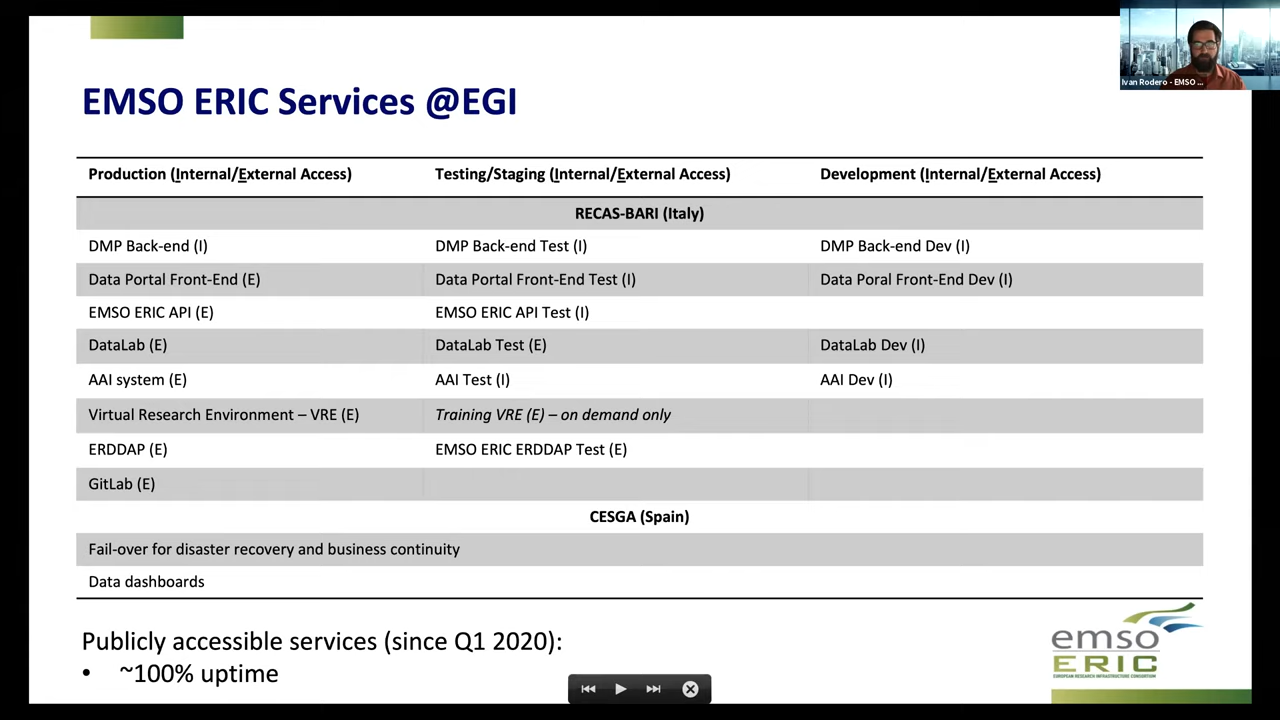 Ivan Rodero - EMSO ...
EMSO ERIC Services @EGI
Production (Internal/External Access) Testing/Staging (Internal/External Access) Development (Internal/External Access)
RECAS-BARI (Italy)
DMP Back-end (I) DMP Back-end Test (I) DMP Back-end Dev (I)
Data Portal Front-End (E) Data Portal Front-End Test (I) Data Poral Front-End Dev (I)
EMSO ERIC API (E) EMSO ERIC API Test (I)
DataLab (E) DataLab Test (E) DataLab Dev (I)
AAI system (E) AAI Test (I) AAI Dev (I)
Virtual Research Environment – VRE (E) Training VRE (E) – on demand only
ERDDAP (E) EMSO ERIC ERDDAP Test (E)
GitLab (E)
CESGA (Spain)
Fail-over for disaster recovery and business continuity
Data dashboards
Publicly accessible services (since Q1 2020):
• ~100% uptime
emso
ERIC
EUROPEAN RESEARCH INFRASTRUCTURE CONSORTIUM